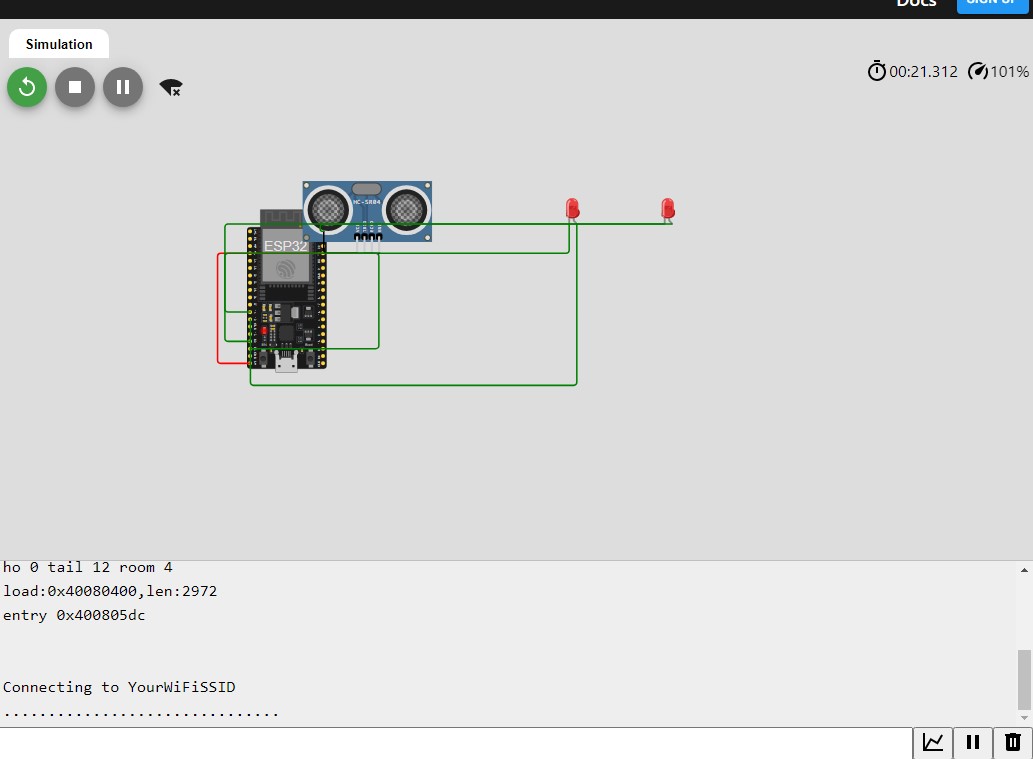 Docs
SIGN UP
Simulation
00:21.312
101%
HC-SR04
ESP32
ho 0 tail 12 room 4
load:0x40080400,len:2972
entry 0x400805dc
Connecting to YourWiFiSSID
...............................